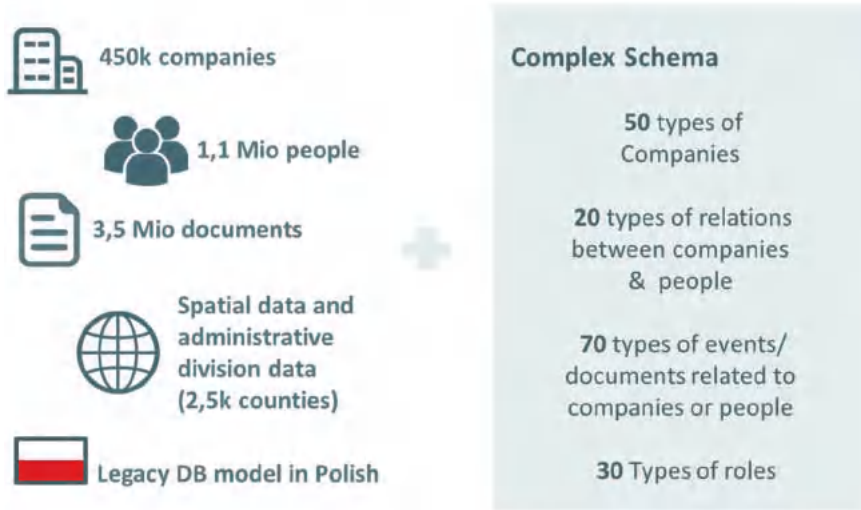 450k companies
1,1 Mio people
3,5 Mio documents
Spatial data and
administrative
division data
(2,5k counties)
Legacy DB model in Polish
Complex Schema
50 types of
Companies
20 types of relations
between companies
& people
70 types of events/
documents related to
companies or people
30 Types of roles